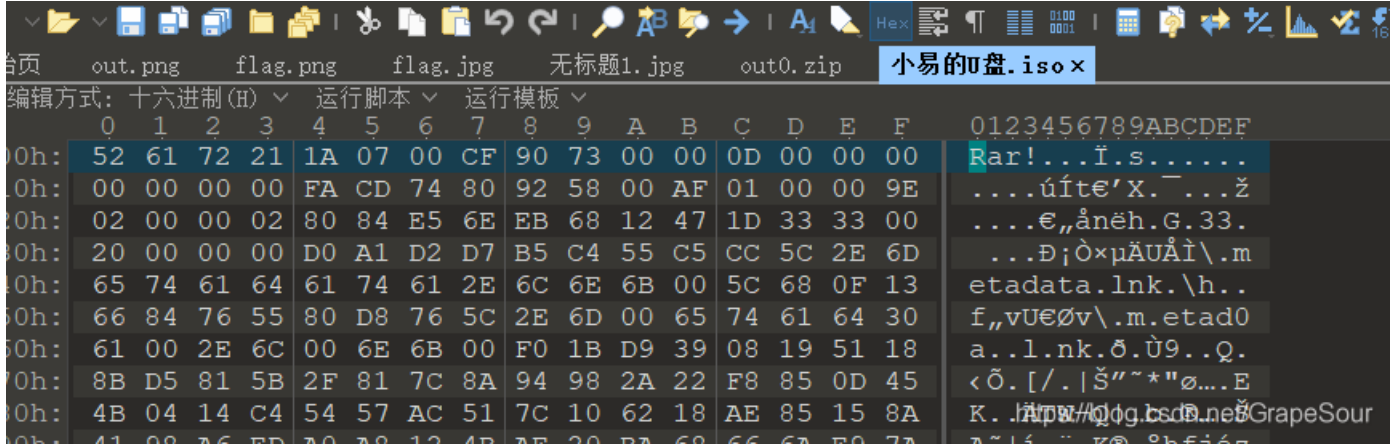 Hex
0100
0001
16
始页 out.png flag.png flag.jpg 无标题1.jpg out0.zip 小易的U盘.iso×
编辑方式: 十六进制(H) 运行脚本 运行模板
0 1 2 3 4 5 6 7 8 9 A B C D E F 0123456789ABCDEF
00h: 52 61 72 21 1A 07 00 CF 90 73 00 00 0D 00 00 00 Rar!...Ï.s......
10h: 00 00 00 00 FA CD 74 80 92 58 00 AF 01 00 00 9E ....úÍt€’X.¯...ž
20h: 02 00 00 02 80 84 E5 6E EB 68 12 47 1D 33 33 00 ....€„ånëh.G.33.
30h: 20 00 00 00 D0 A1 D2 D7 B5 C4 55 C5 CC 5C 2E 6D ...Ð¡Ò×µÄUÅÌ\.m
40h: 65 74 61 64 61 74 61 2E 6C 6E 6B 00 5C 68 0F 13 etadata.lnk.\h..
50h: 66 84 76 55 80 D8 76 5C 2E 6D 00 65 74 61 64 30 f„vU€Øv\.m.etad0
60h: 61 00 2E 6C 00 6E 6B 00 F0 1B D9 39 08 19 51 18 a..l.nk.ð.Ù9..Q.
70h: 8B D5 81 5B 2F 81 7C 8A 94 98 2A 22 F8 85 0D 45 ‹Õ.[/.|Š”˜*"ø….E
80h: 4B 04 14 C4 54 57 AC 51 7C 10 62 18 AE 85 15 8A
https://blog.csdn.net/GrapeSour